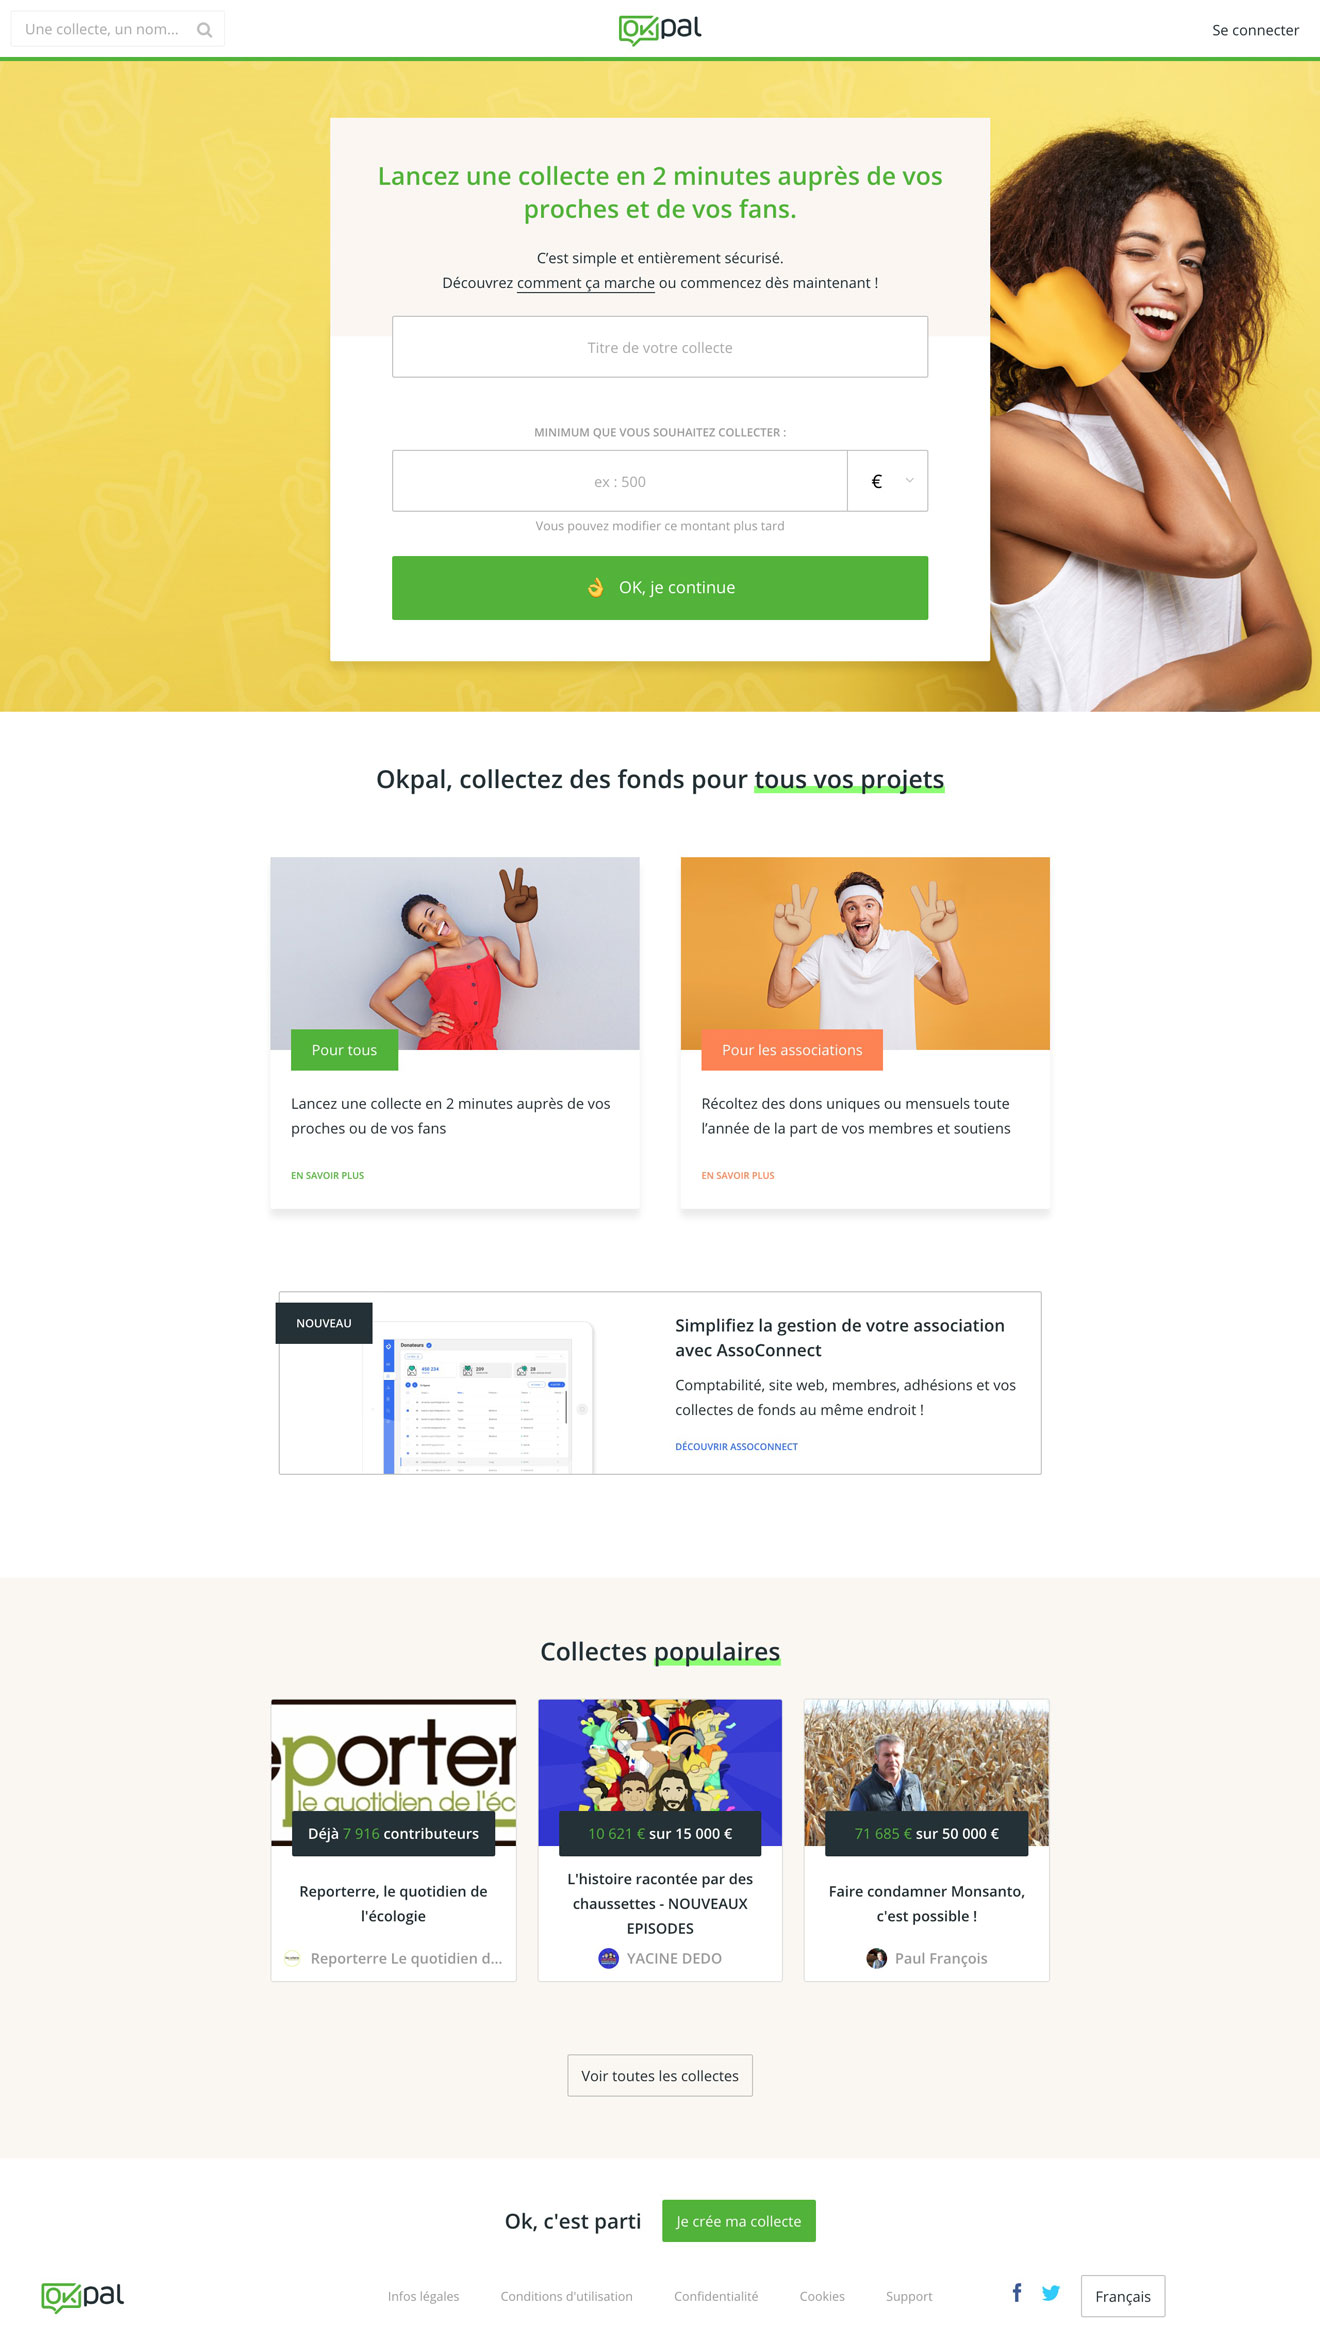 Une collecte, un nom...
OKpal
Se connecter
Lancez une collecte en 2 minutes auprès de vos
proches et de vos fans.
C'est simple et entièrement sécurisé.
Découvrez comment ça marche ou commencez dès maintenant !
Titre de votre collecte
MINIMUM QUE VOUS SOUHAITEZ COLLECTER :
ex : 500
€
Vous pouvez modifier ce montant plus tard
👌 OK, je continue
Okpal, collectez des fonds pour tous vos projets
Pour tous
Lancez une collecte en 2 minutes auprès de vos
proches ou de vos fans
EN SAVOIR PLUS
Pour les associations
Récoltez des dons uniques ou mensuels toute
l’année de la part de vos membres et soutiens
EN SAVOIR PLUS
NOUVEAU
Donateurs
Simplifiez la gestion de votre association
avec AssoConnect
Comptabilité, site web, membres, adhésions et vos
collectes de fonds au même endroit !
DÉCOUVRIR ASSOCONNECT
Collectes populaires
eporter
le quotidien de l'éc
Déjà 7 916 contributeurs
Reporterre, le quotidien de
l'écologie
Reporterre Le quotidien d...
10 621 € sur 15 000 €
L'histoire racontée par des
chaussettes - NOUVEAUX
EPISODES
YACINE DEDO
71 685 € sur 50 000 €
Faire condamner Monsanto,
c'est possible !
Paul François
Voir toutes les collectes
Ok, c'est parti
Je crée ma collecte
OKpal
Infos légales
Conditions d'utilisation
Confidentialité
Cookies
Support
Français